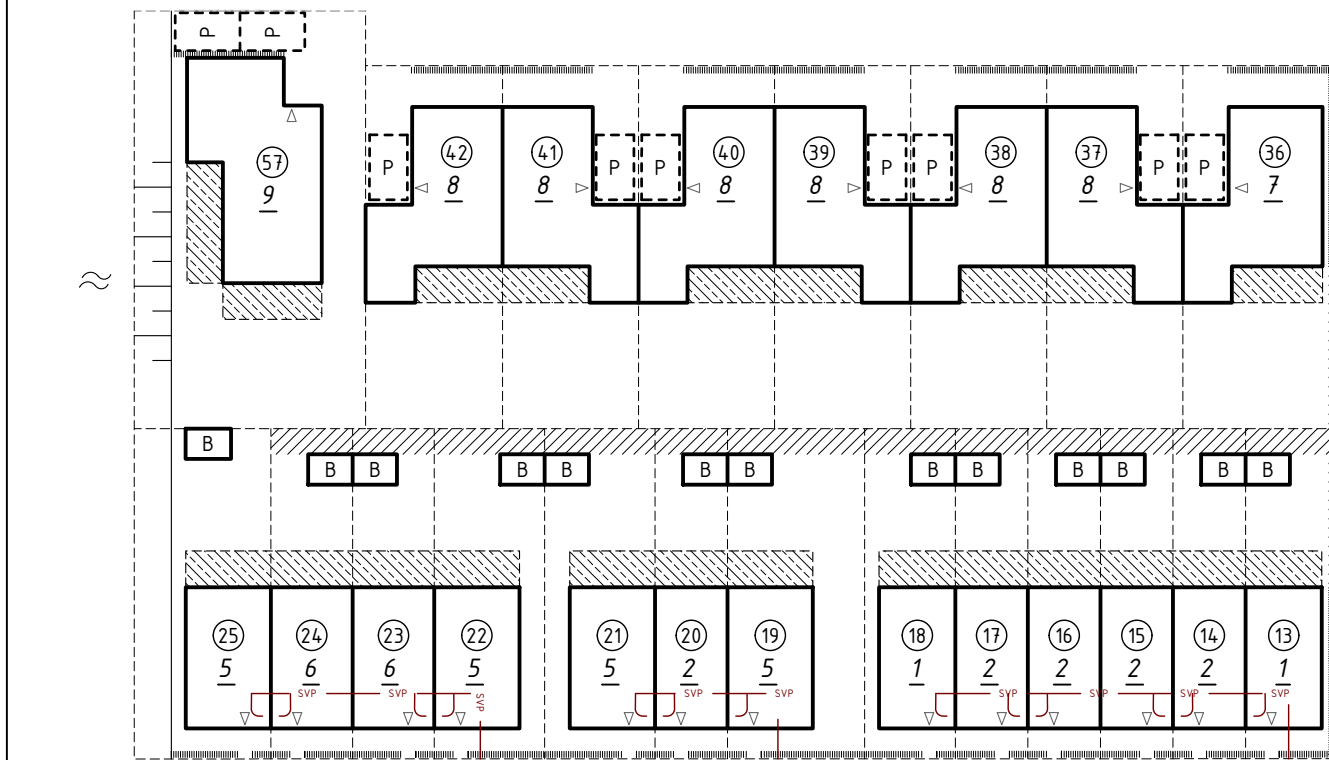 P P
P P P P P P P
57 42 41 40 39 38 37 36
9 8 8 8 8 8 8 7
B
B B B B B B B B B B B B
25 24 23 22 21 20 19 18 17 16 15 14 13
5 6 6 5 5 2 5 1 2 2 2 2 1
SVP SVP SVP SVP SVP SVP SVP SVP SVP